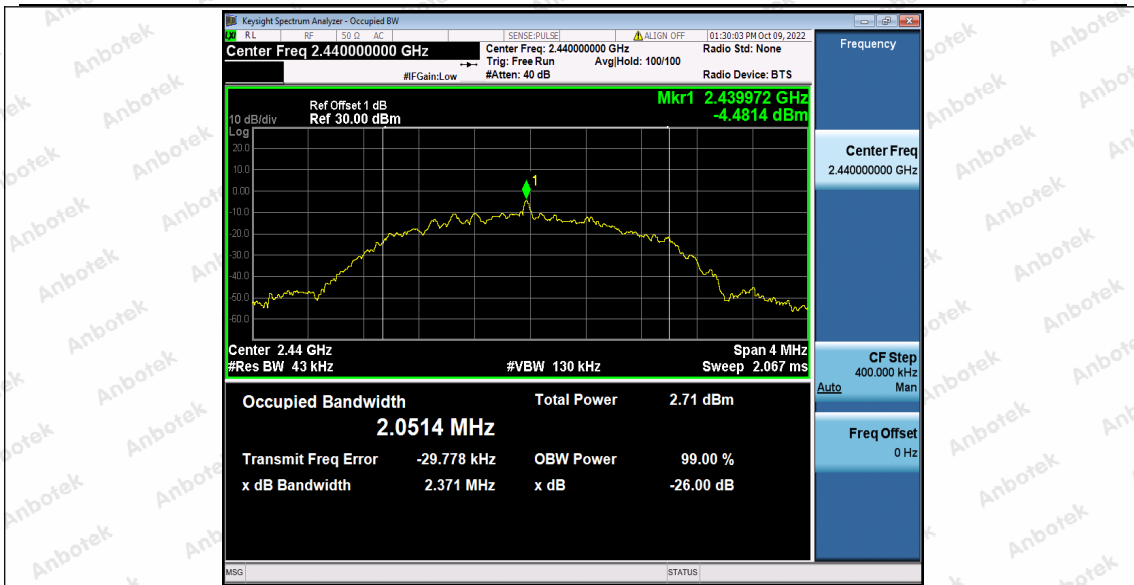 Keysight Spectrum Analyzer - Occupied BW
RL RF 50 Ω AC SENSE:PULSE ALIGN OFF 01:30:03 PM Oct 09, 2022
Center Freq 2.440000000 GHz
Center Freq: 2.440000000 GHz Radio Std: None
Trig: Free Run Avg|Hold: 100/100
#IFGain:Low #Atten: 40 dB Radio Device: BTS
Frequency
Mkr1 2.439972 GHz
-4.4814 dBm
Ref Offset 1 dB
10 dB/div Ref 30.00 dBm
Log
20.0
10.0
0.00
-10.0
-20.0
-30.0
-40.0
-50.0
-60.0
1
Center 2.44 GHz Span 4 MHz
#Res BW 43 kHz #VBW 130 kHz Sweep 2.067 ms
Occupied Bandwidth Total Power 2.71 dBm
2.0514 MHz
Transmit Freq Error -29.778 kHz OBW Power 99.00 %
x dB Bandwidth 2.371 MHz x dB -26.00 dB
Center Freq
2.440000000 GHz
CF Step
400.000 kHz
Auto Man
Freq Offset
0 Hz
MSG STATUS
Anbotek